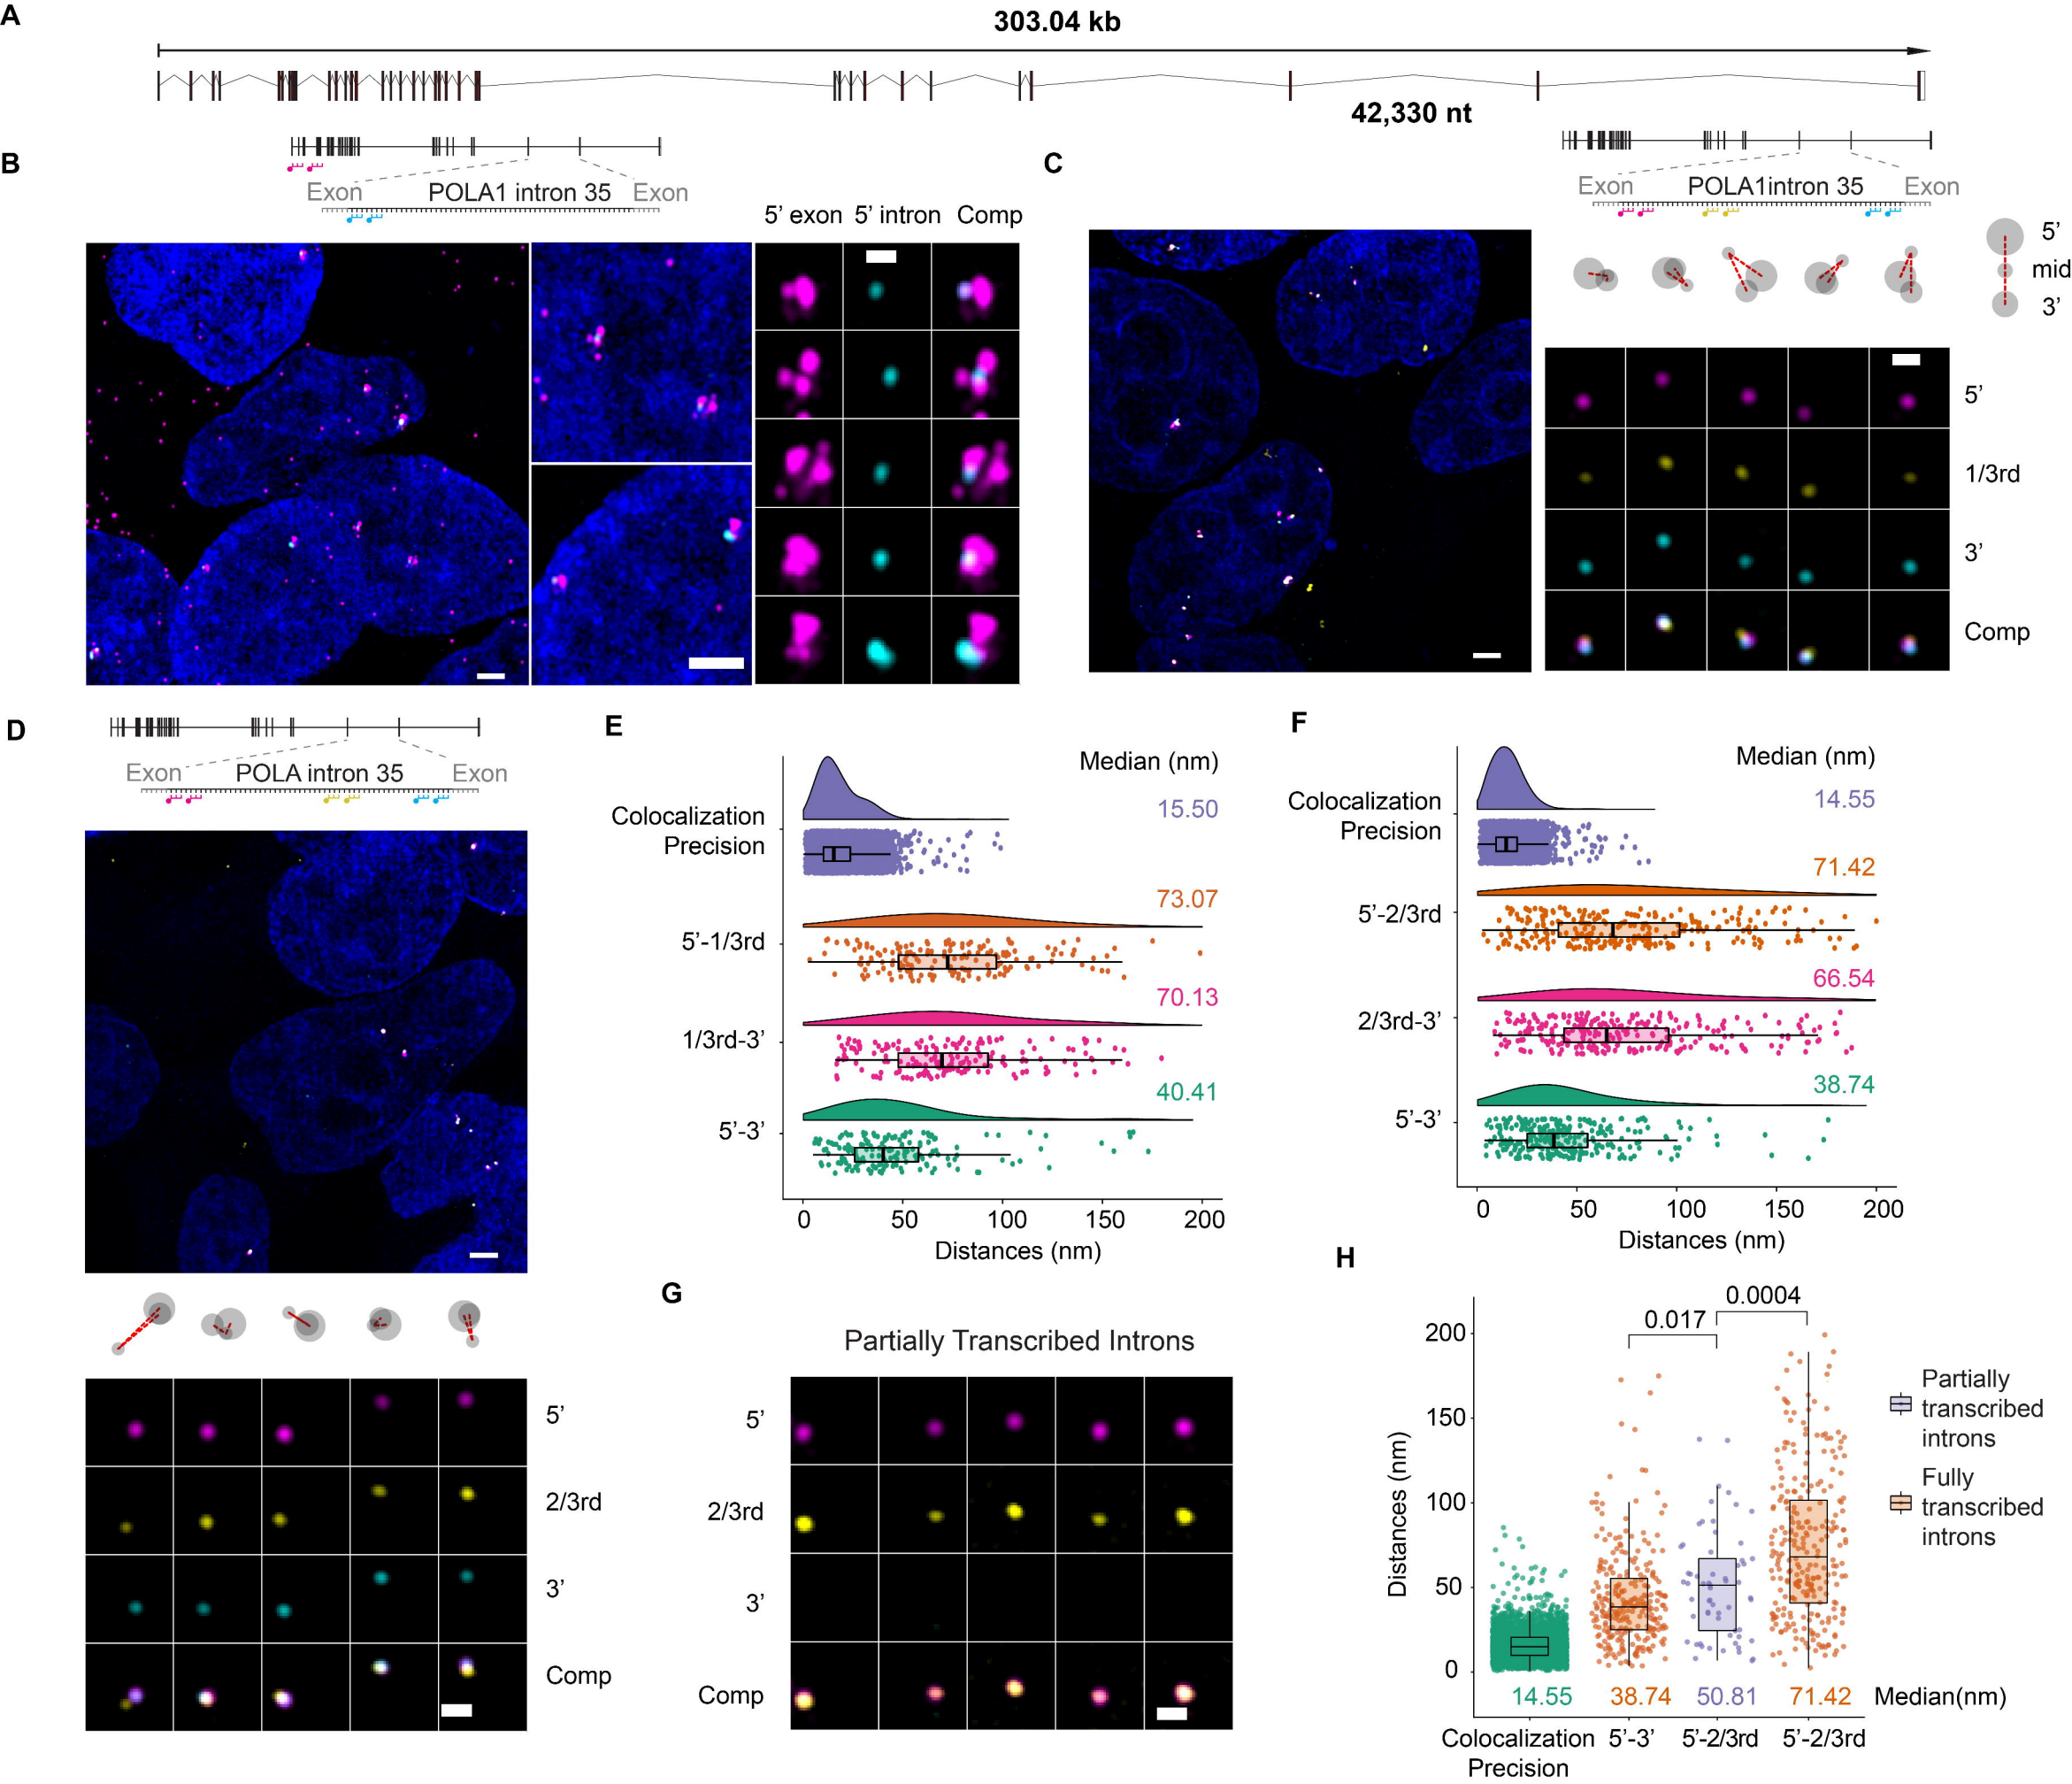 A
303.04 kb
42,330 nt
B
Exon POLA1 intron 35 Exon
5’ exon 5’ intron Comp
C
Exon POLA1intron 35 Exon
5’
mid
3’
5’
1/3rd
3’
Comp
D
Exon POLA intron 35 Exon
5’
2/3rd
3’
Comp
E
Median (nm)
Colocalization
Precision
15.50
73.07
5’-1/3rd
70.13
1/3rd-3’
40.41
5’-3’
0 50 100 150 200
Distances (nm)
F
Median (nm)
Colocalization
Precision
14.55
71.42
5’-2/3rd
66.54
2/3rd-3’
38.74
5’-3’
0 50 100 150 200
Distances (nm)
G
Partially Transcribed Introns
5’
2/3rd
3’
Comp
H
0.0004
0.017
200
150
100
50
0
Distances (nm)
Partially
transcribed
introns
Fully
transcribed
introns
14.55 38.74 50.81 71.42 Median(nm)
Colocalization
Precision
5’-3’ 5’-2/3rd 5’-2/3rd